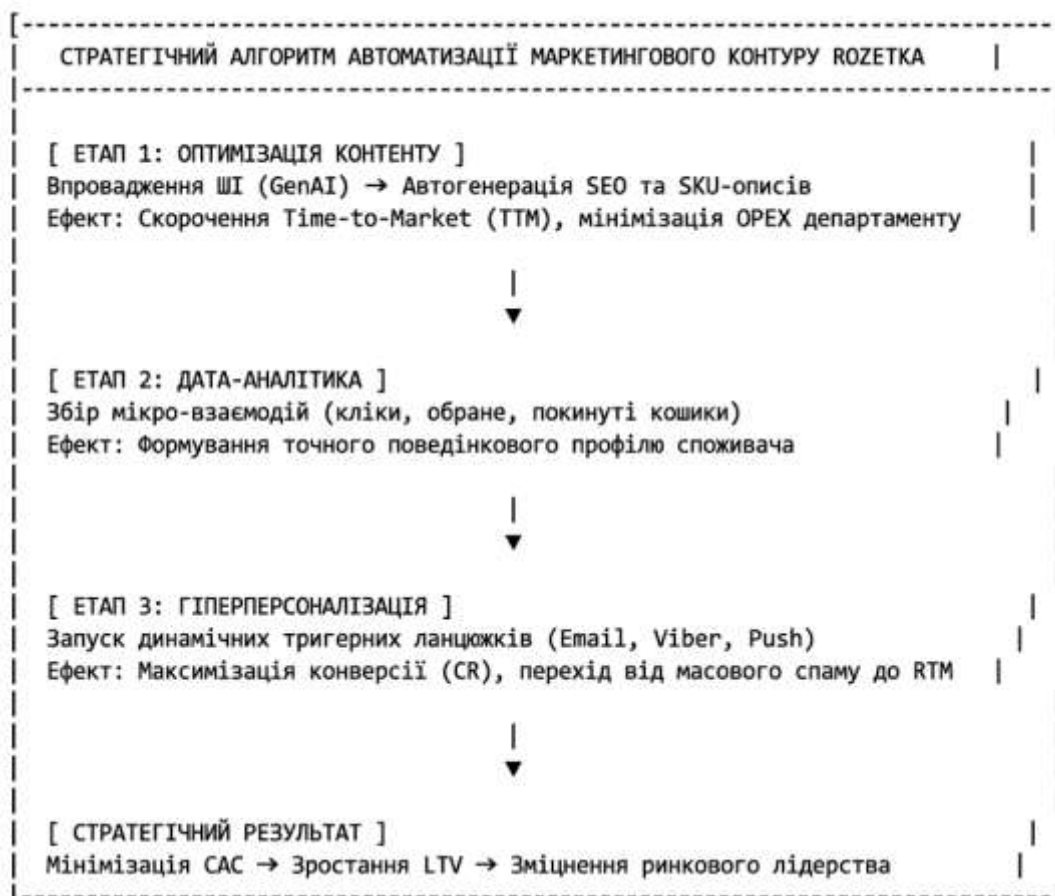 СТРАТЕГІЧНИЙ АЛГОРИТМ АВТОМАТИЗАЦІЇ МАРКЕТИНГОВОГО КОНТУРУ ROZETKA
[ ЕТАП 1: ОПТИМІЗАЦІЯ КОНТЕНТУ ]
Впровадження ШІ (GenAI) → Автогенерація SEO та SKU-описів
Ефект: Скорочення Time-to-Market (TTM), мінімізація OPEX департаменту
[ ЕТАП 2: ДАТА-АНАЛІТИКА ]
Збір мікро-взаємодій (кліки, обране, покинуті кошики)
Ефект: Формування точного поведінкового профілю споживача
[ ЕТАП 3: ГІПЕРПЕРСОНАЛІЗАЦІЯ ]
Запуск динамічних тригерних ланцюжків (Email, Viber, Push)
Ефект: Максимізація конверсії (CR), перехід від масового спаму до RTM
[ СТРАТЕГІЧНИЙ РЕЗУЛЬТАТ ]
Мінімізація CAC → Зростання LTV → Зміцнення ринкового лідерства